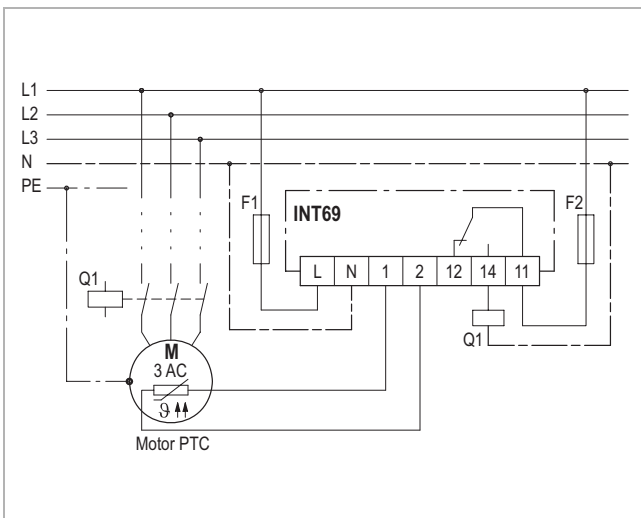 L1
L2
L3
N
PE
F1
INT69
F2
L N 1 2 12 14 11
Q1
Q1
M
3 AC
ϑ
Motor PTC